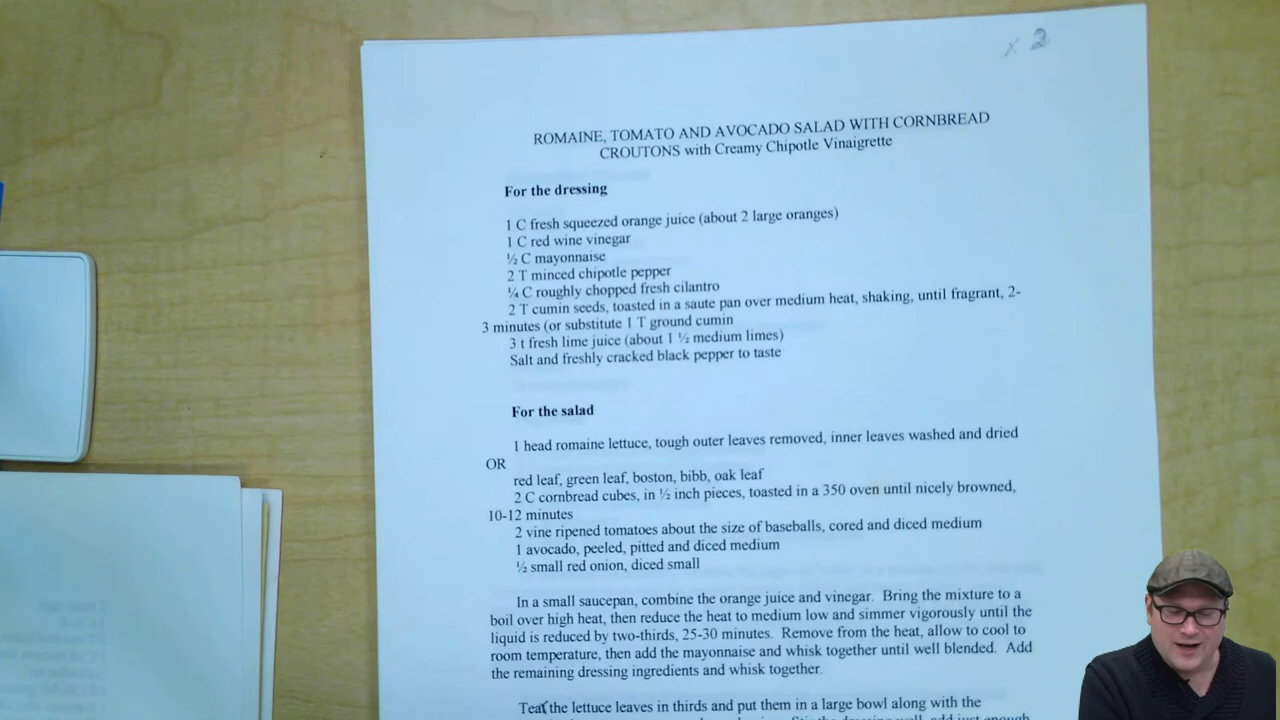 x 2
ROMAINE, TOMATO AND AVOCADO SALAD WITH CORNBREAD
CROUTONS with Creamy Chipotle Vinaigrette
For the dressing
1 C fresh squeezed orange juice (about 2 large oranges)
1 C red wine vinegar
½ C mayonnaise
2 T minced chipotle pepper
¼ C roughly chopped fresh cilantro
2 T cumin seeds, toasted in a saute pan over medium heat, shaking, until fragrant, 2-
3 minutes (or substitute 1 T ground cumin
3 t fresh lime juice (about 1 ½ medium limes)
Salt and freshly cracked black pepper to taste
For the salad
1 head romaine lettuce, tough outer leaves removed, inner leaves washed and dried
OR
red leaf, green leaf, boston, bibb, oak leaf
2 C cornbread cubes, in ½ inch pieces, toasted in a 350 oven until nicely browned,
10-12 minutes
2 vine ripened tomatoes about the size of baseballs, cored and diced medium
1 avocado, peeled, pitted and diced medium
½ small red onion, diced small
In a small saucepan, combine the orange juice and vinegar. Bring the mixture to a
boil over high heat, then reduce the heat to medium low and simmer vigorously until the
liquid is reduced by two-thirds, 25-30 minutes. Remove from the heat, allow to cool to
room temperature, then add the mayonnaise and whisk together until well blended. Add
the remaining dressing ingredients and whisk together.
Tear the lettuce leaves in thirds and put them in a large bowl along with the